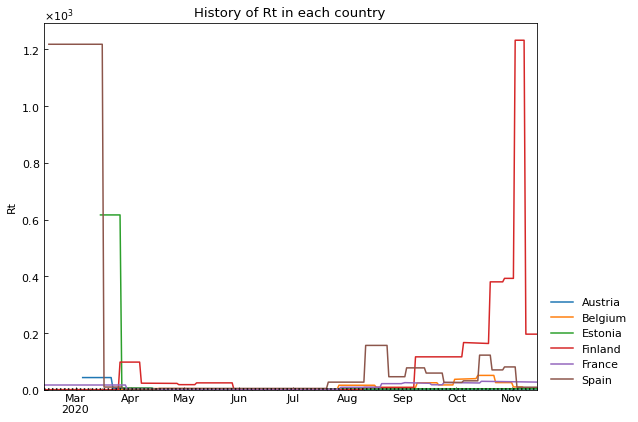 History of Rt in each country
×10³
1.2
1.0
0.8
0.6
0.4
0.2
0.0
Rt
Mar Apr May Jun Jul Aug Sep Oct Nov
2020
Austria
Belgium
Estonia
Finland
France
Spain